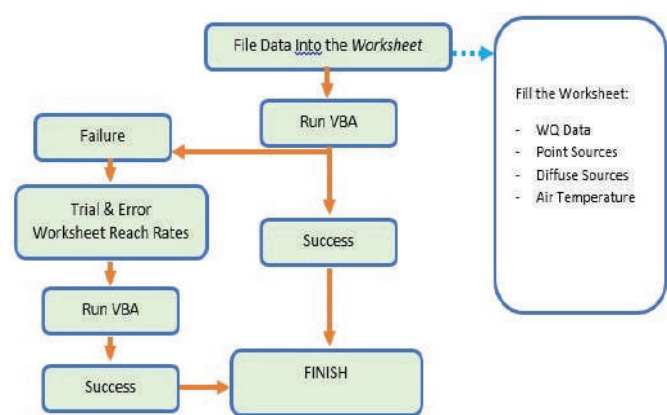 File Data Into the Worksheet
Run VBA
Failure
Trial & Error
Worksheet Reach Rates
Run VBA
Success
Success
FINISH
Fill the Worksheet:
- WQ Data
- Point Sources
- Diffuse Sources
- Air Temperature